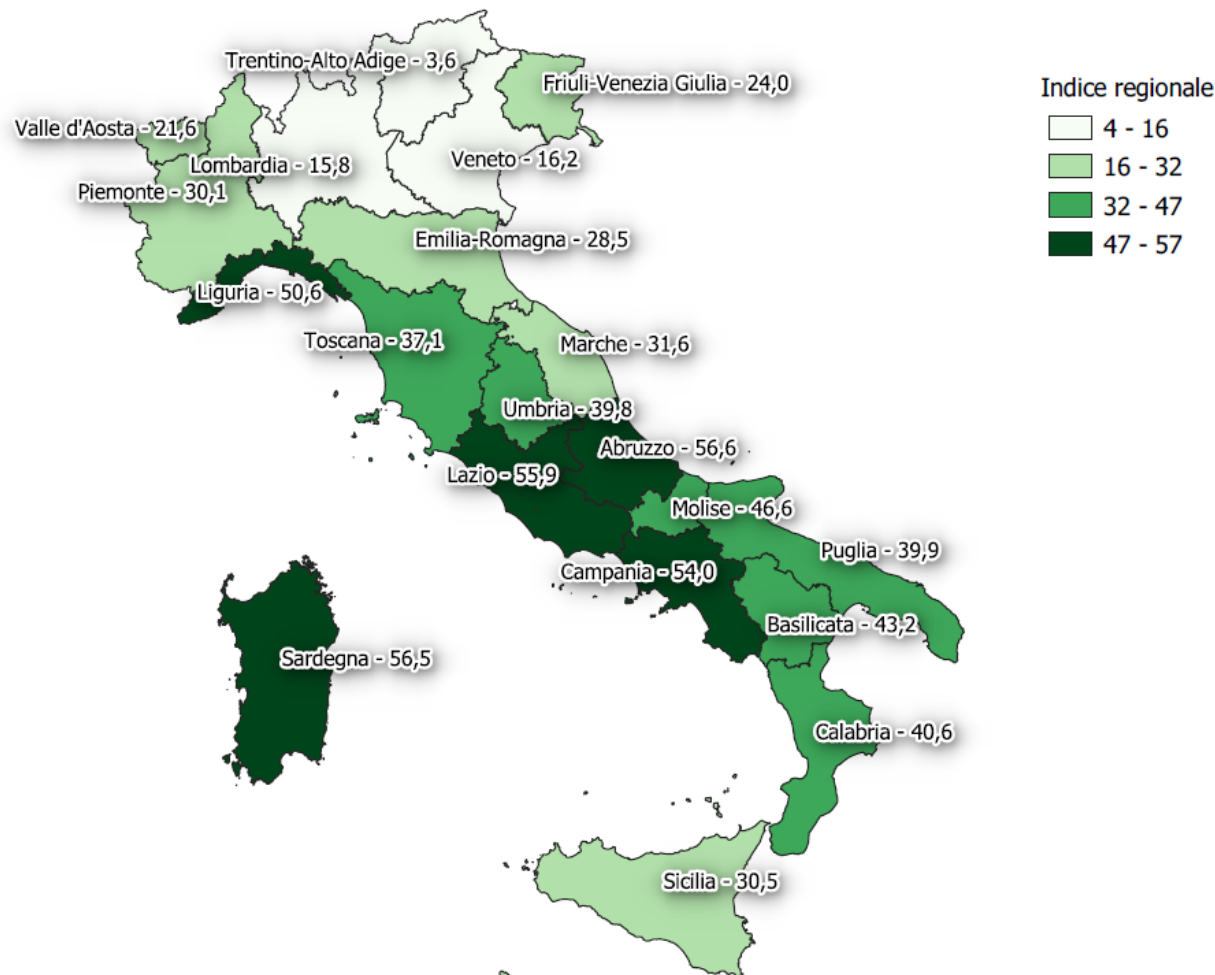 Trentino-Alto Adige - 3,6
Friuli-Venezia Giulia - 24,0
Valle d'Aosta - 21,6
Lombardia - 15,8
Veneto - 16,2
Piemonte - 30,1
Emilia-Romagna - 28,5
Liguria - 50,6
Toscana - 37,1
Marche - 31,6
Umbria - 39,8
Abruzzo - 56,6
Lazio - 55,9
Molise - 46,6
Puglia - 39,9
Campania - 54,0
Basilicata - 43,2
Sardegna - 56,5
Calabria - 40,6
Sicilia - 30,5
Indice regionale
4 - 16
16 - 32
32 - 47
47 - 57